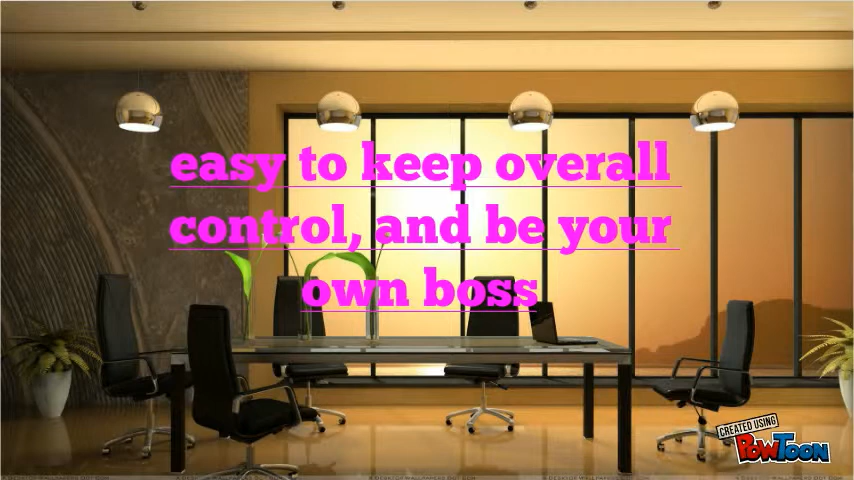 easy to keep overall
control, and be your
own boss
CREATED USING
POWTOON